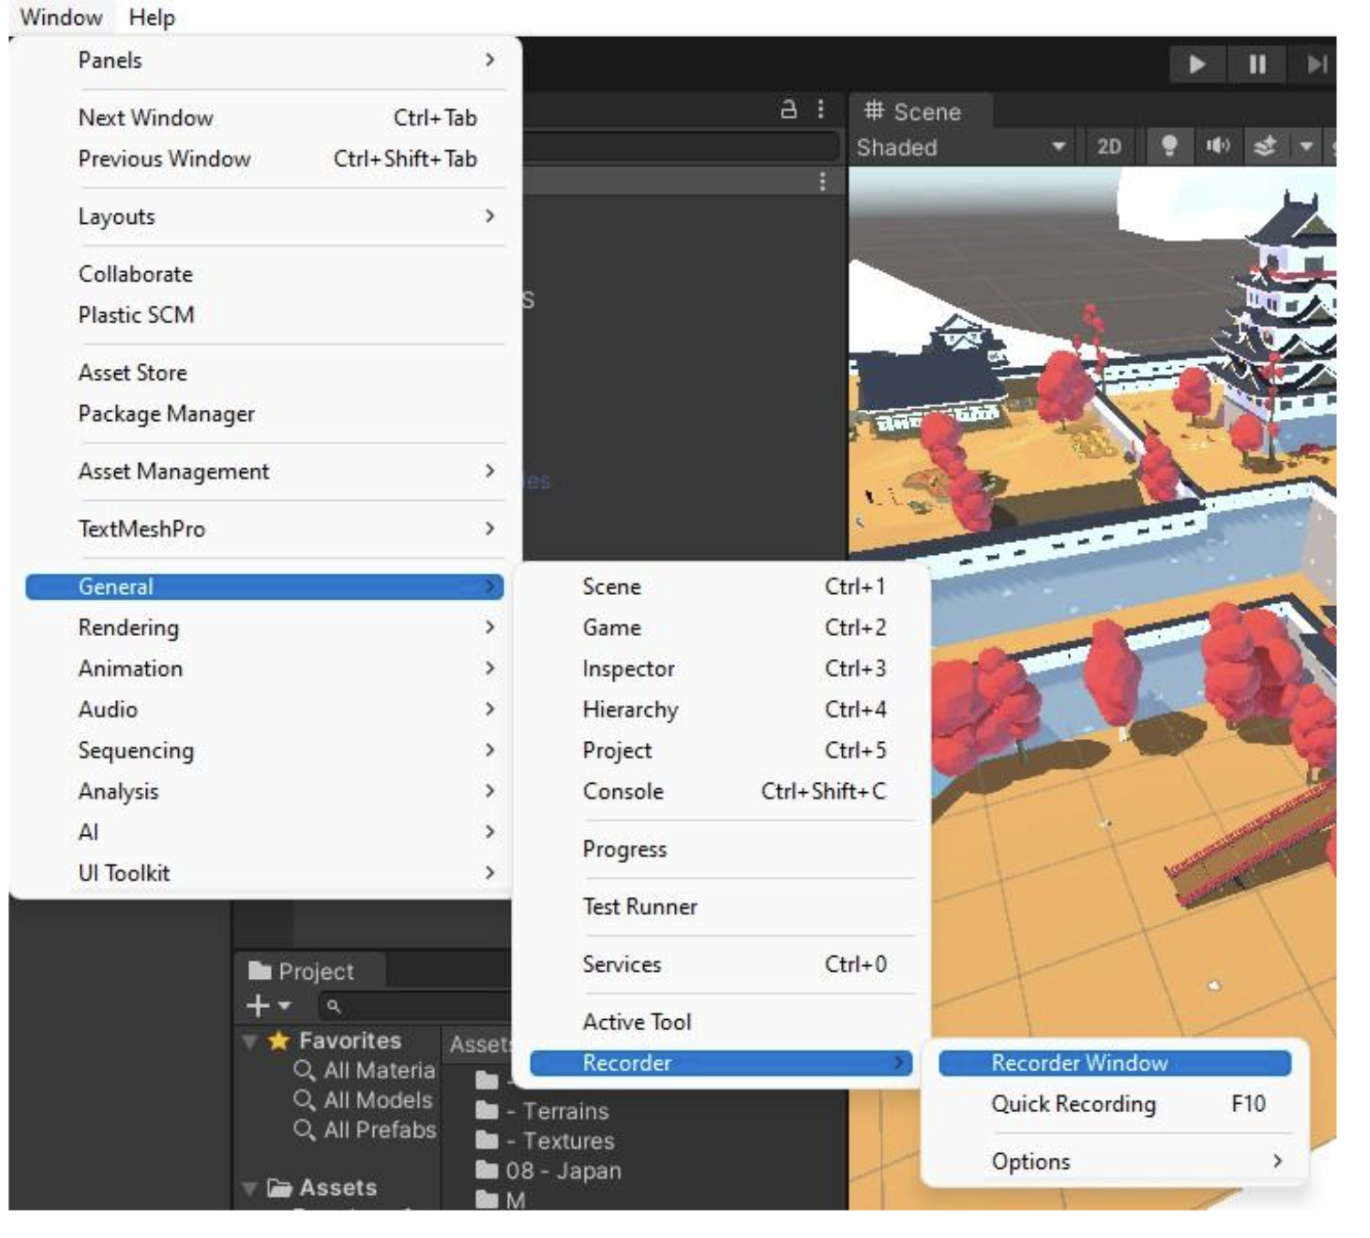 Window Help
Panels
Next Window Ctrl+Tab
Previous Window Ctrl+Shift+Tab
Layouts
Collaborate
Plastic SCM
Asset Store
Package Manager
Asset Management
TextMeshPro
General
Rendering
Animation
Audio
Sequencing
Analysis
AI
UI Toolkit
Scene Ctrl+1
Game Ctrl+2
Inspector Ctrl+3
Hierarchy Ctrl+4
Project Ctrl+5
Console Ctrl+Shift+C
Progress
Test Runner
Services Ctrl+0
Active Tool
Recorder
Recorder Window
Quick Recording F10
Options
# Scene
Shaded 2D
s
les
Project
Favorites
All Materia
All Models
All Prefabs
Assets
Assets
- Terrains
- Textures
08 - Japan
M